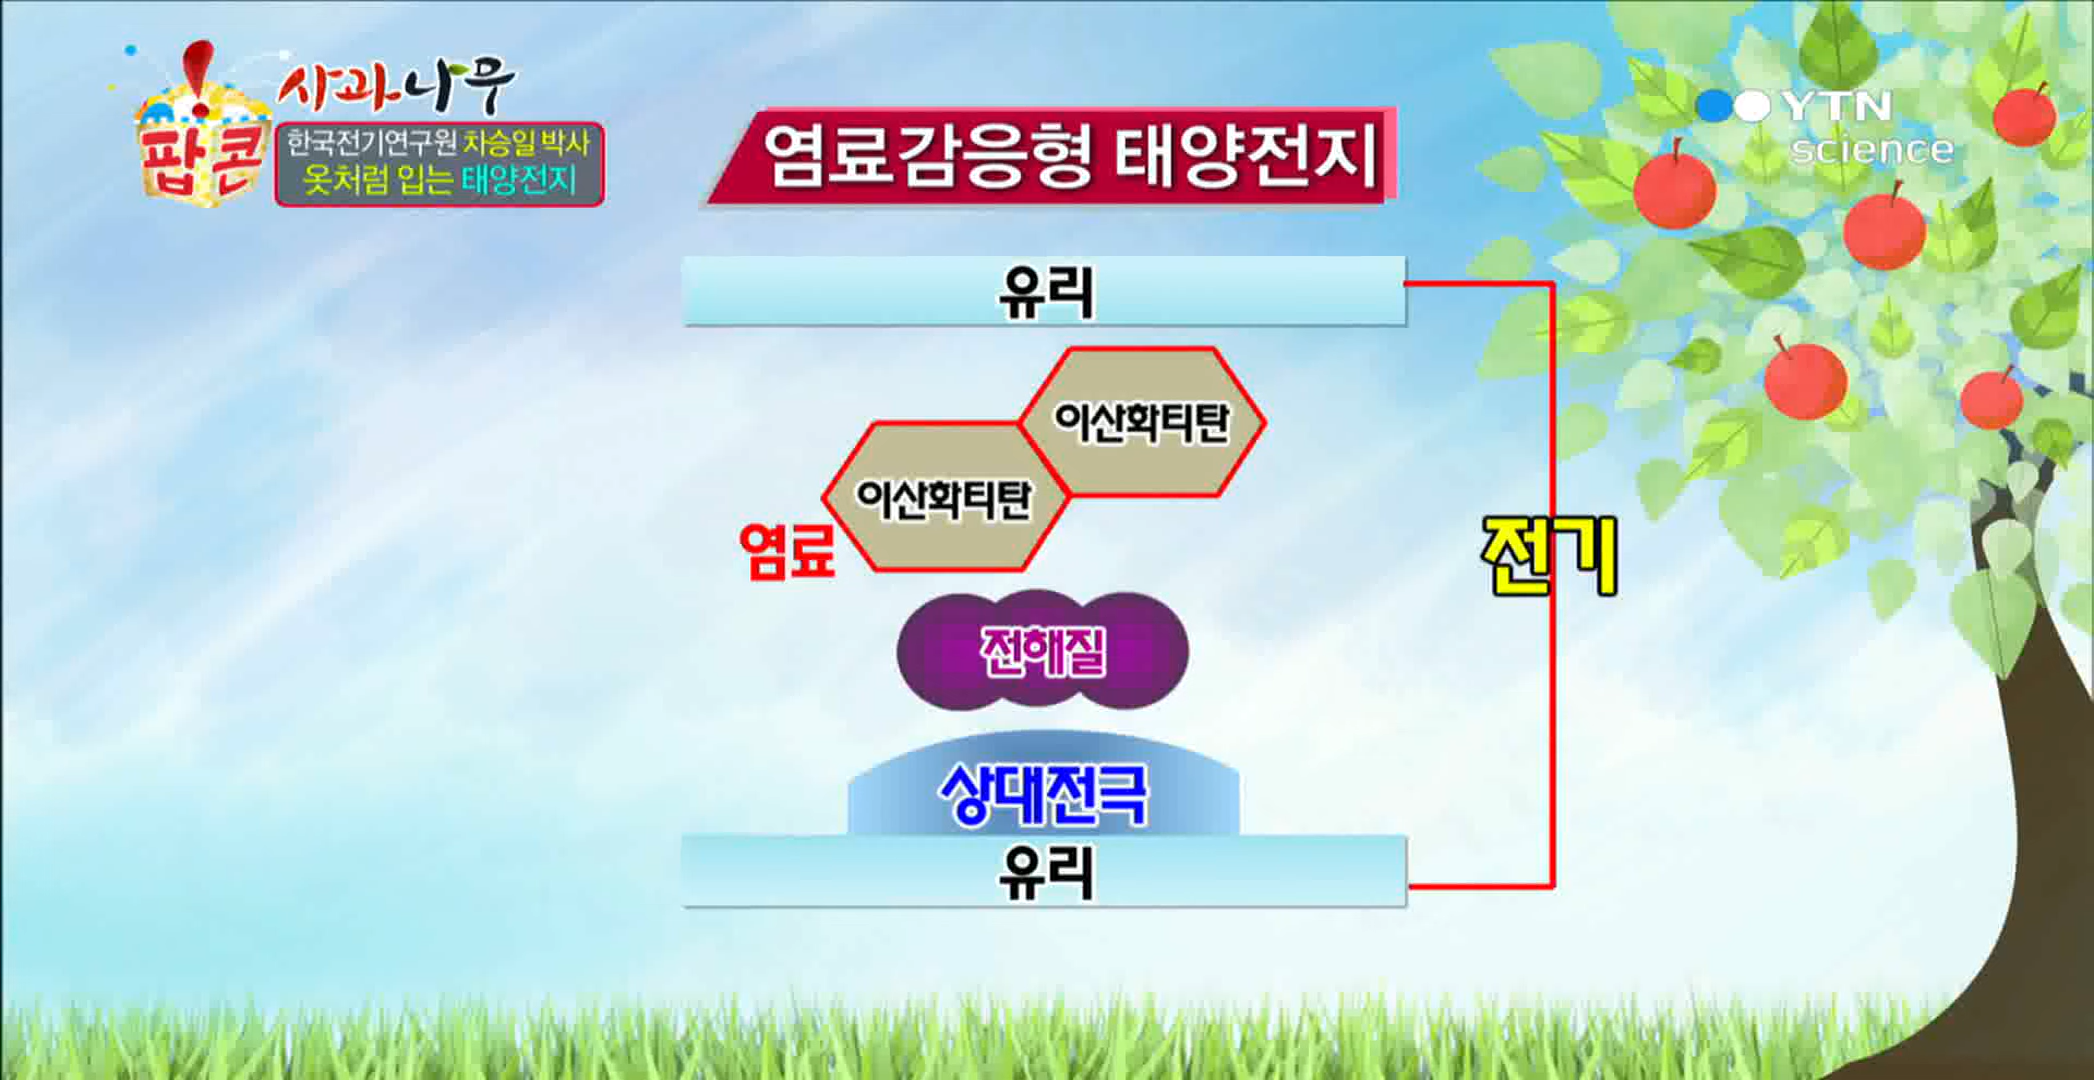 사과나무
팝콘
한국전기연구원 차승일 박사
옷처럼 입는 태양전지
염료감응형 태양전지
YTN
science
유리
이산화티탄
이산화티탄
염료
전기
전해질
상대전극
유리